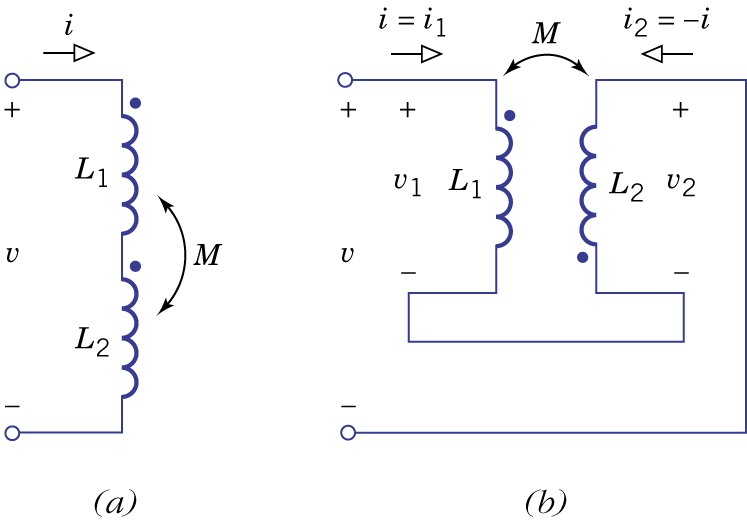 i
+
L1
v
M
L2
−
(a)
i = i1
M
i2 = −i
+ +
+
v1
L1
L2
v2
v
−
−
−
(b)